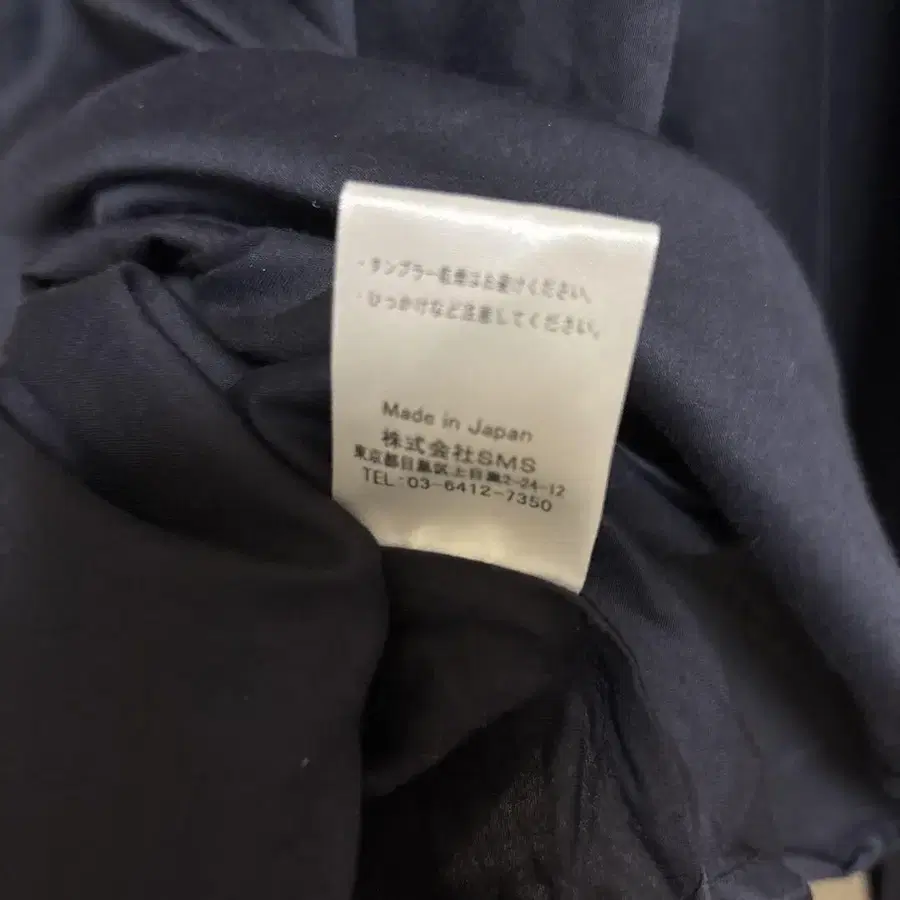 ・タンブラー乾燥はお避けください。
・ひっかけなど注意してください。
Made in Japan
株式会社SMS
東京都目黒区上目黒2-24-12
TEL:03-6412-7350